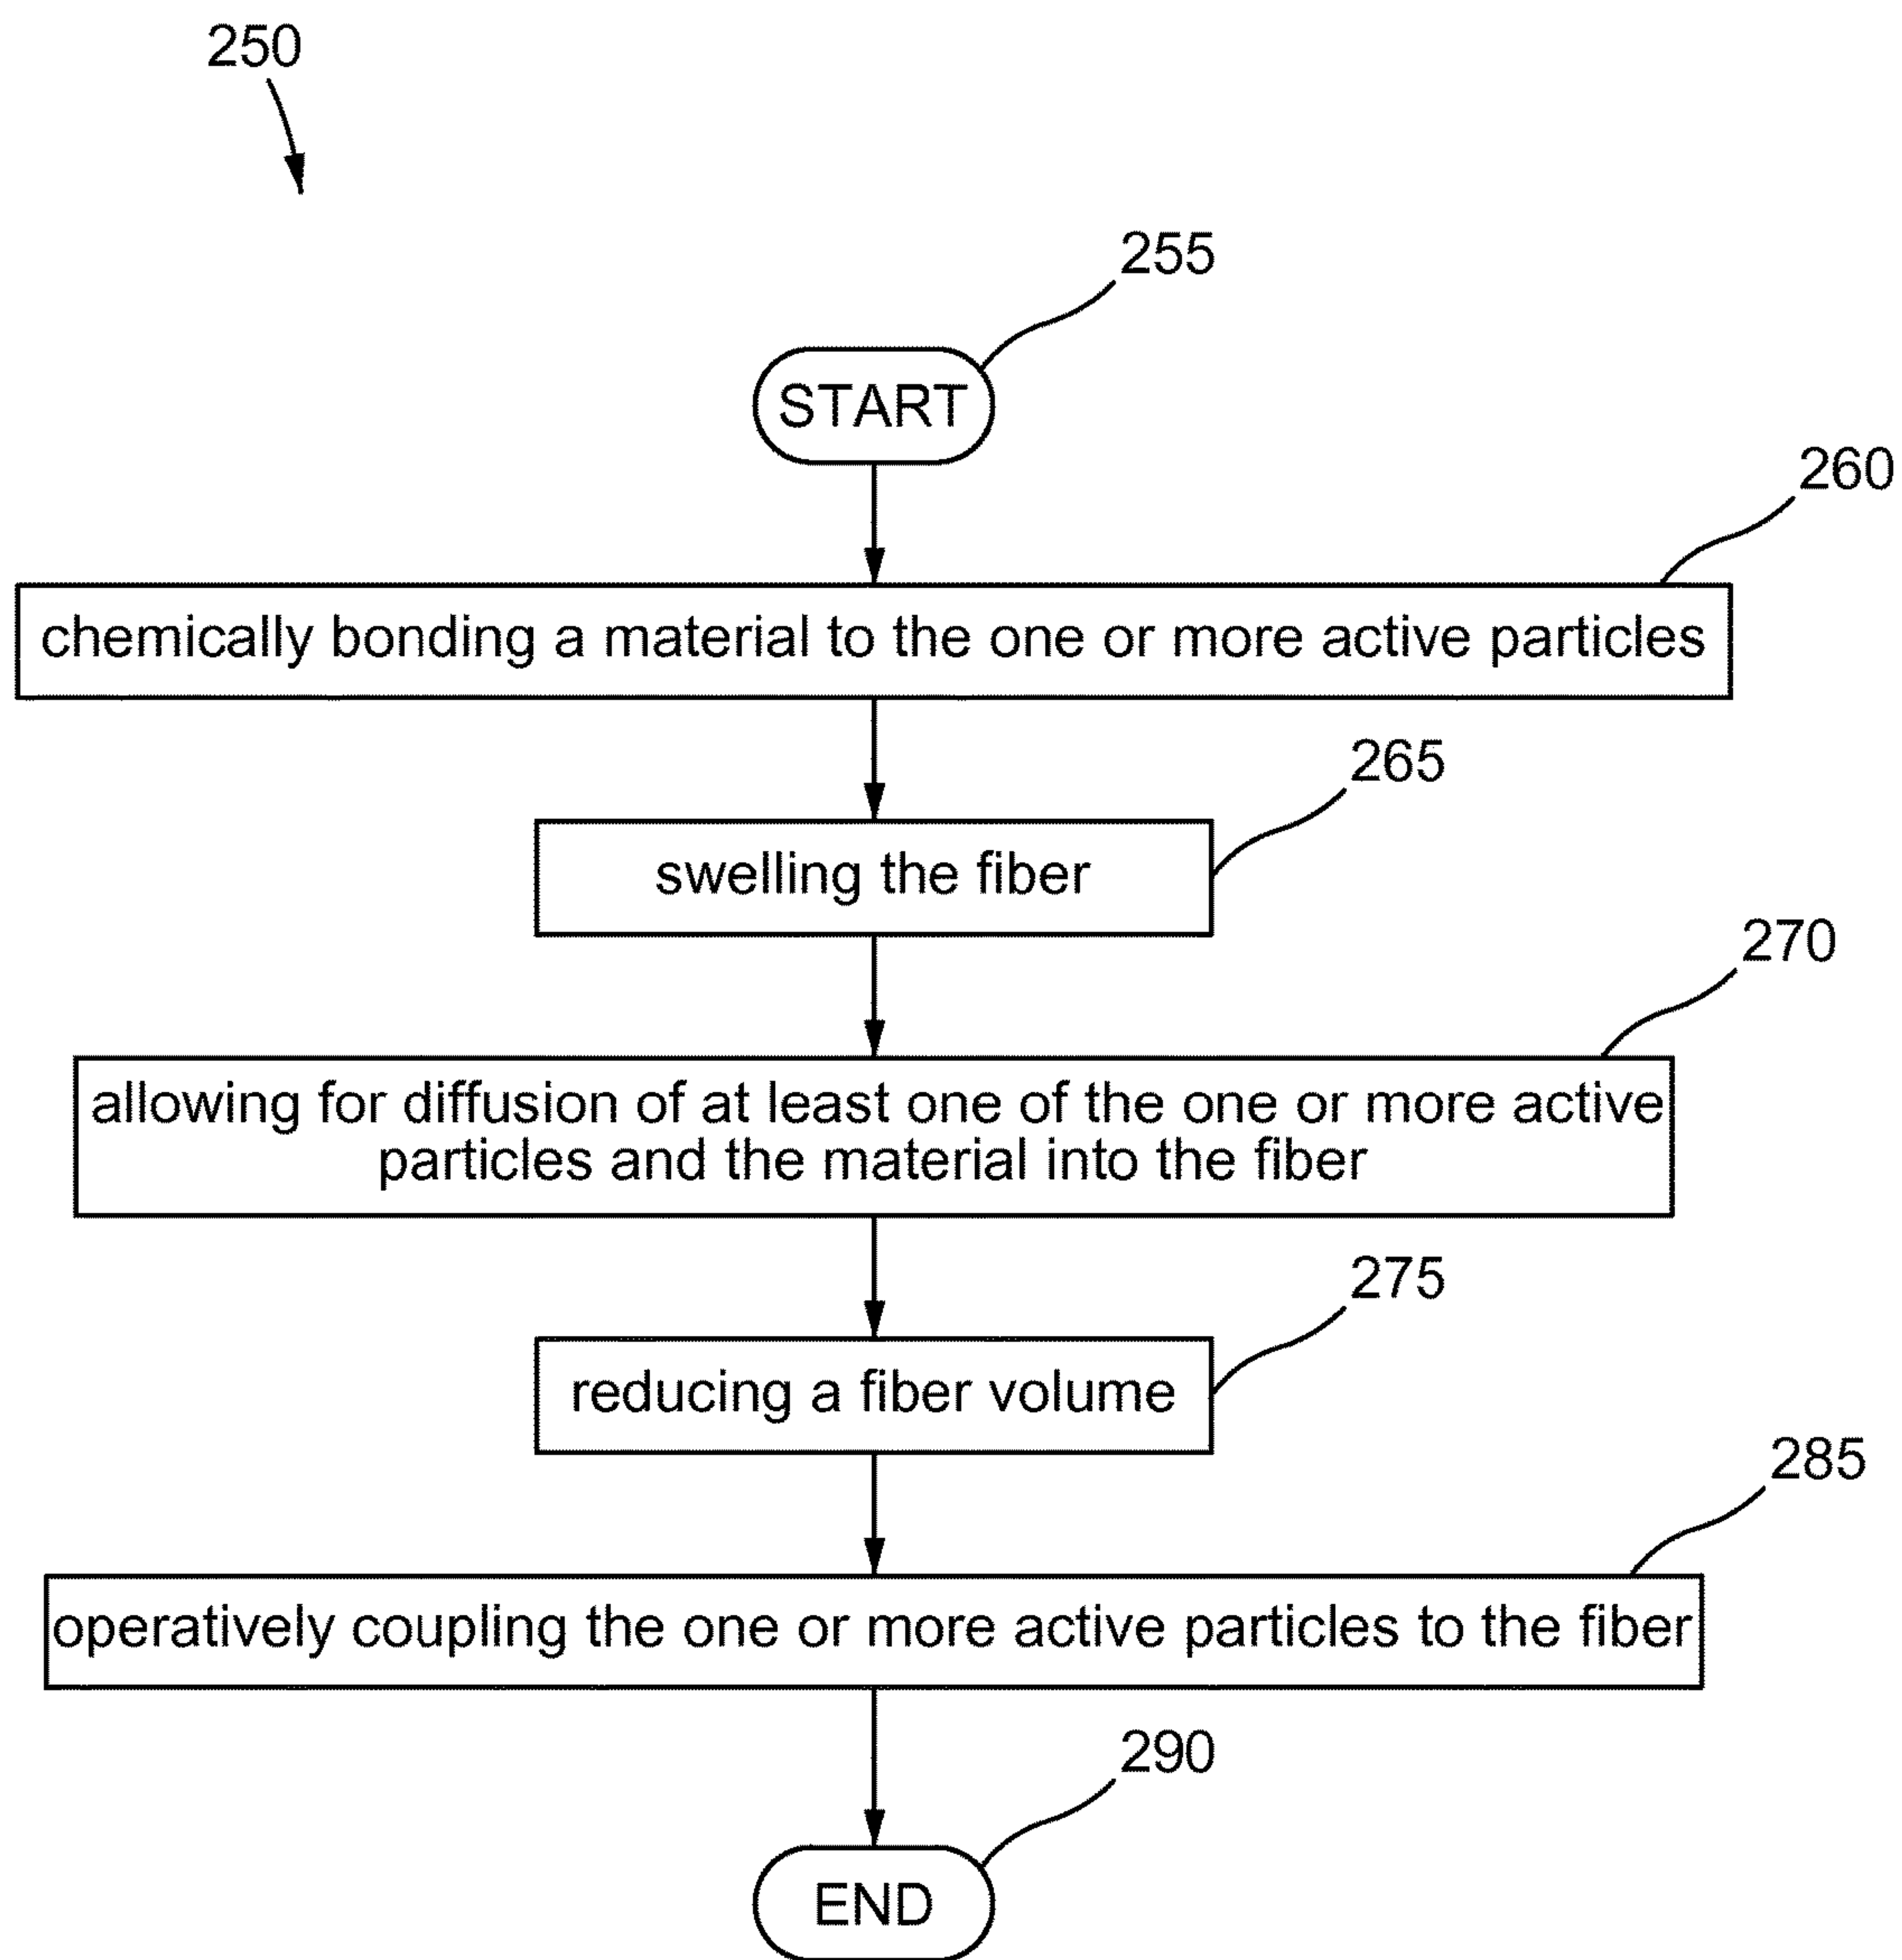 250
255
START
260
chemically bonding a material to the one or more active particles
265
swelling the fiber
270
allowing for diffusion of at least one of the one or more active
particles and the material into the fiber
275
reducing a fiber volume
285
operatively coupling the one or more active particles to the fiber
290
END